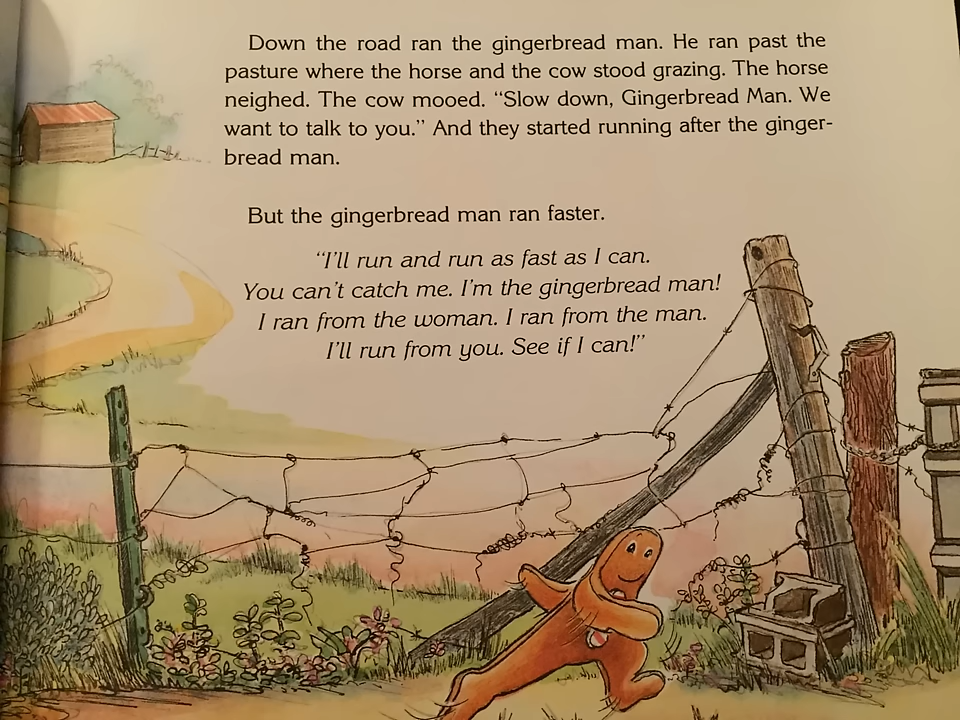 Down the road ran the gingerbread man. He ran past the
pasture where the horse and the cow stood grazing. The horse
neighed. The cow mooed. “Slow down, Gingerbread Man. We
want to talk to you.” And they started running after the ginger-
bread man.
But the gingerbread man ran faster.
“I’ll run and run as fast as I can.
You can’t catch me. I’m the gingerbread man!
I ran from the woman. I ran from the man.
I’ll run from you. See if I can!”